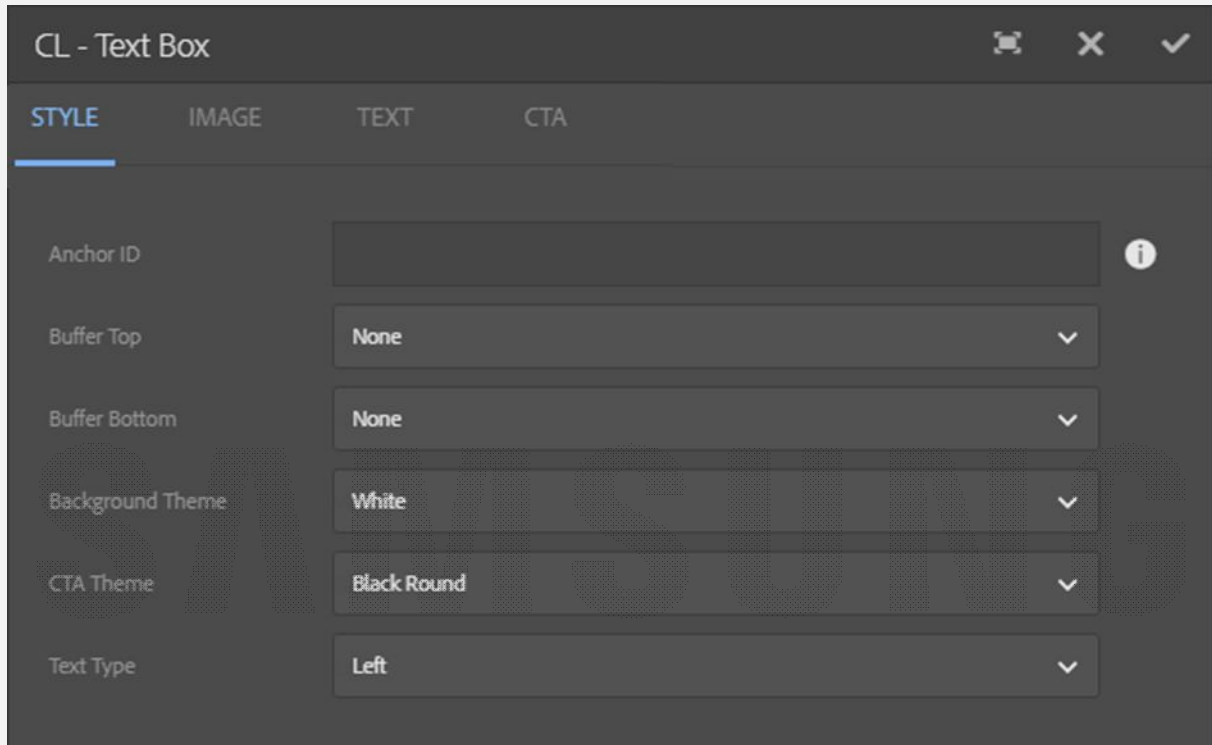 CL - Text Box
STYLE IMAGE TEXT CTA
Anchor ID
Buffer Top None
Buffer Bottom None
Background Theme White
CTA Theme Black Round
Text Type Left
SAMSUNG